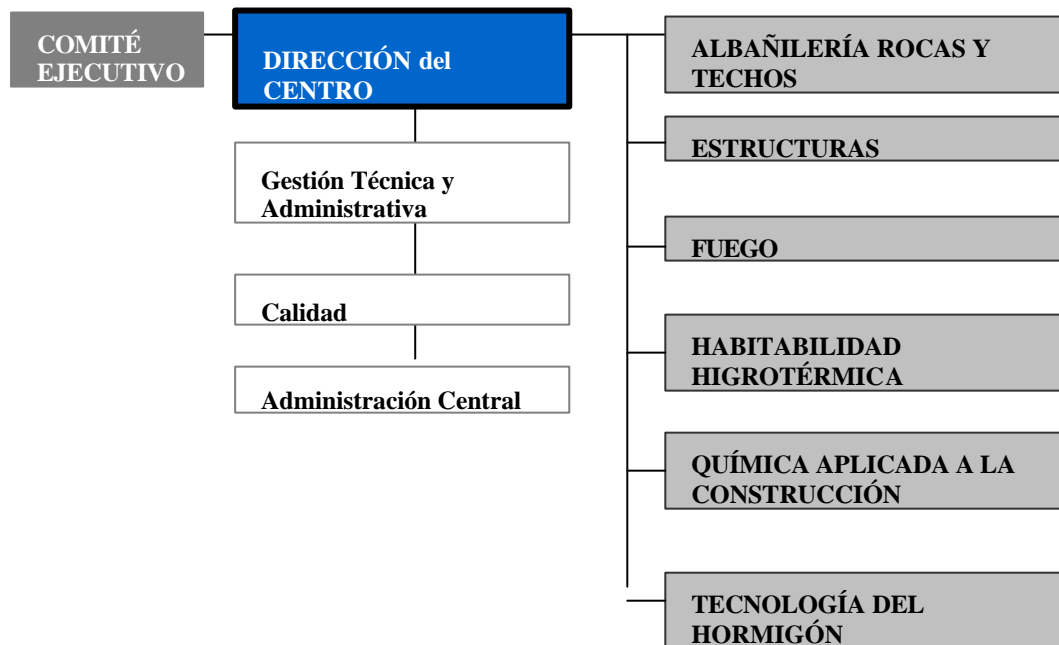 COMITÉ
EJECUTIVO
DIRECCIÓN del
CENTRO
Gestión Técnica y
Administrativa
Calidad
Administración Central
ALBAÑILERÍA ROCAS Y
TECHOS
ESTRUCTURAS
FUEGO
HABITABILIDAD
HIGROTÉRMICA
QUÍMICA APLICADA A LA
CONSTRUCCIÓN
TECNOLOGÍA DEL
HORMIGÓN